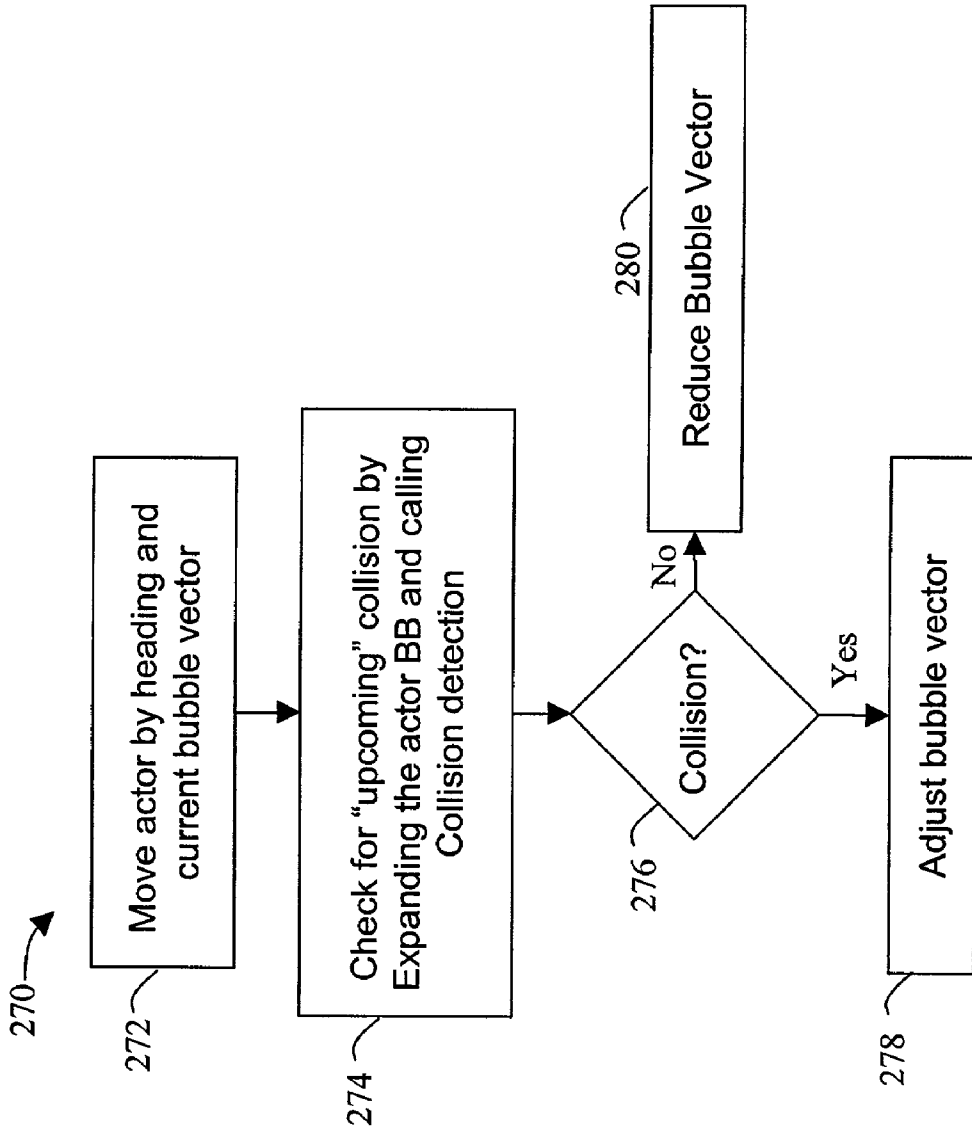 270
272
Move actor by heading and
current bubble vector
274
Check for “upcoming” collision by
Expanding the actor BB and calling
Collision detection
276
Collision?
No
280
Reduce Bubble Vector
Yes
278
Adjust bubble vector